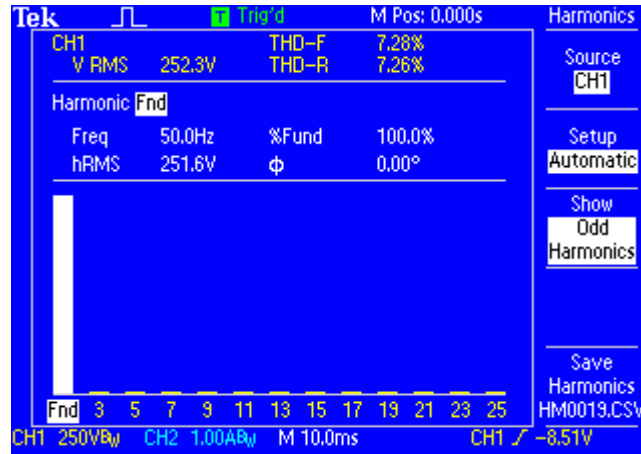 Tek T Trig'd M Pos: 0.000s Harmonics
CH1 THD-F 7.28%
V RMS 252.3V THD-R 7.26%
Source
CH1
Harmonic Fnd
Freq 50.0Hz %Fund 100.0%
hRMS 251.6V ϕ 0.00°
Setup
Automatic
Show
Odd
Harmonics
Save
Harmonics
HM0019.CSV
Fnd 3 5 7 9 11 13 15 17 19 21 23 25
CH1 250VBw CH2 1.00ABw M 10.0ms CH1 -8.51V